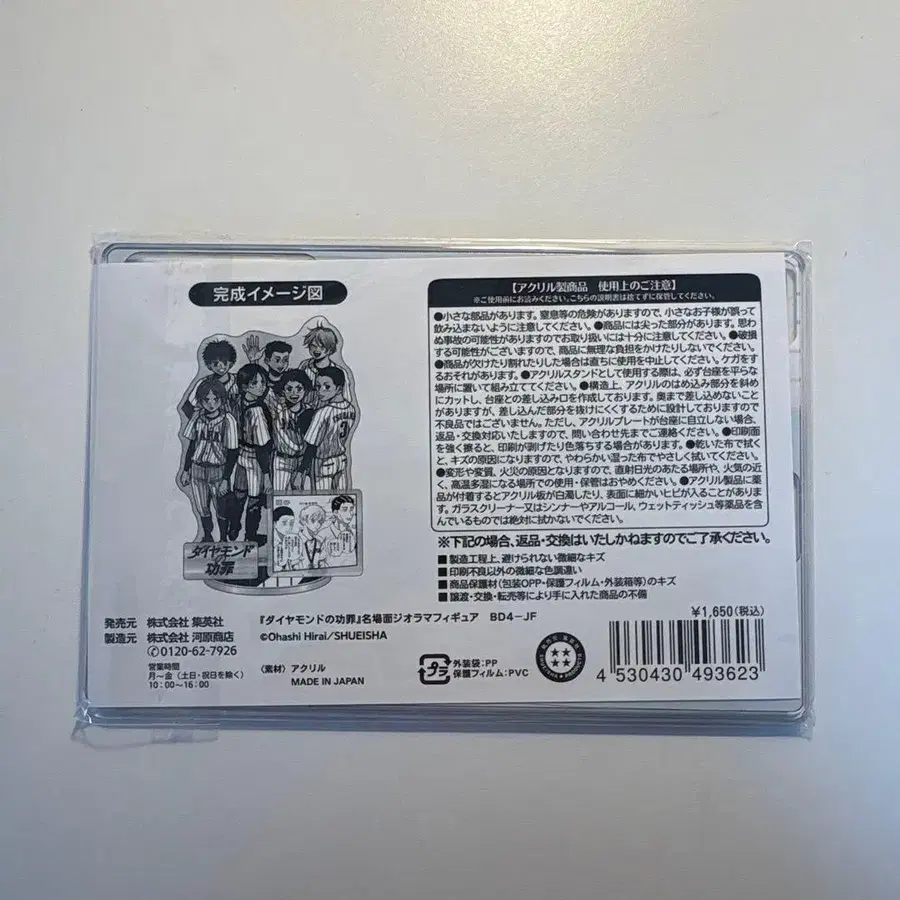 完成イメージ図
ダイヤモンド
の
功罪
【アクリル製商品 使用上のご注意】
※ご使用前にお読みください。こちらの説明書は捨てずに保管してください。
●小さな部品があります。窒息等の危険がありますので、小さなお子様が誤って
飲み込まないように注意してください。●商品には尖った部分があります。思わ
ぬ事故の可能性がありますのでお取り扱いには十分に注意してください。●破損
する可能性がございますので、商品に無理な負担をかけたりしないでください。
●商品が欠けたり割れたりした場合は直ちに使用を中止してください。ケガをす
るおそれがあります。●アクリルスタンドとして使用する際は、必ず台座を平らな
場所に置いて組み立ててください。●構造上、アクリルのはめ込み部分を斜め
にカットし、台座との差し込み口を作成しております。奥まで差し込めないこと
がありますが、差し込んだ部分を抜けにくくするために設計しておりますので
不良品ではございません。ただし、アクリルプレートが台座に自立しない場合、
返品・交換対応いたしますので、問い合わせ先までご連絡ください。●印刷面
を強く擦ると、印刷が剥げたり色落ちする場合があります。●乾いた布で拭く
と、キズの原因になりますので、やわらかい湿った布でやさしく拭いてください。
●変形や変質、火災の原因となりますので、直射日光のあたる場所や、火気の近
く、高温多湿になる場所での使用・保管はおやめください。●アクリル製品に薬
品が付着するとアクリル板が白濁したり、表面に細かいヒビが入ることがありま
す。ガラスクリーナー又はシンナーやアルコール、ウェットティッシュ等薬品を含
んでいるものでは絶対に拭かないでください。
※下記の場合、返品・交換はいたしかねますのでご了承ください。
■製造工程上、避けられない微細なキズ
■印刷不良以外の微細な色調違い
■商品保護材(包装OPP・保護フィルム・外装箱等)のキズ
■譲渡・交換・転売等により手に入れた商品の不備
発売元 株式会社 集英社
製造元 株式会社 河原商店
0120-62-7926
営業時間
月～金(土日・祝日を除く)
10:00～16:00
『ダイヤモンドの功罪』名場面ジオラマフィギュア BD4-JF
©Ohashi Hirai/SHUEISHA
〈素材〉アクリル
MADE IN JAPAN
プラ
外装袋:PP
保護フィルム:PVC
¥1,650(税込)
4 530430 493623